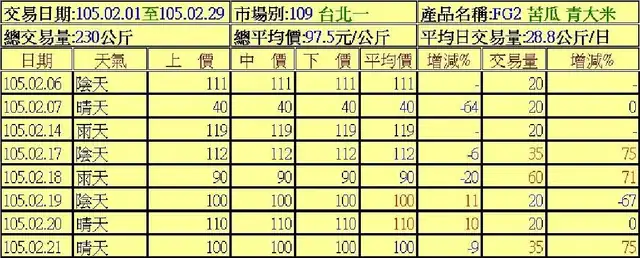 交易日期:105.02.01至105.02.29 市場別:109 台北一 產品名稱:FG2 苦瓜 青大米
總交易量:230公斤 總平均價:97.5元/公斤 平均日交易量:28.8公斤/日
日期 天氣 上 價 中 價 下 價 平均價 增減% 交易量 增減%
105.02.06 陰天 111 111 111 111 - 20 -
105.02.07 晴天 40 40 40 40 -64 20 0
105.02.14 雨天 119 119 119 119 - 20 -
105.02.17 陰天 112 112 112 112 -6 35 75
105.02.18 雨天 90 90 90 90 -20 60 71
105.02.19 陰天 100 100 100 100 11 20 -67
105.02.20 晴天 110 110 110 110 10 20 0
105.02.21 晴天 100 100 100 100 -9 35 75